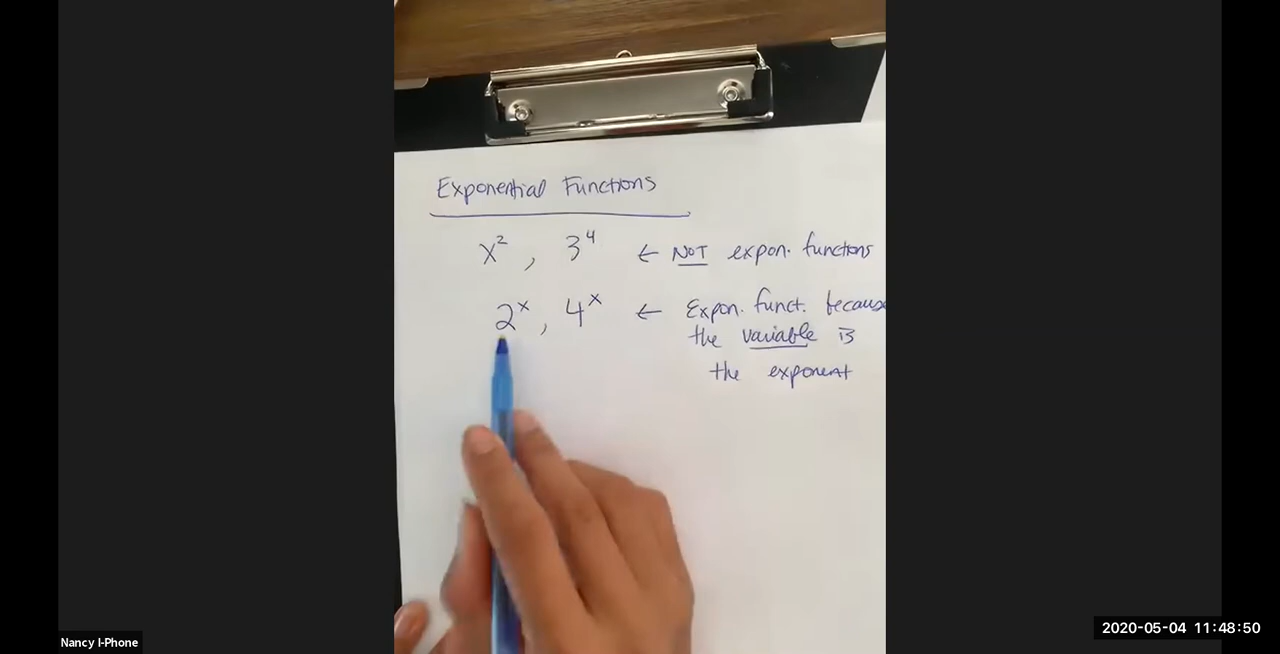 Exponential Functions
x², 3⁴ ← NOT expon. functions
2ˣ, 4ˣ ← Expon. funct. because
the variable is
the exponent
Nancy I-Phone
2020-05-04 11:48:50